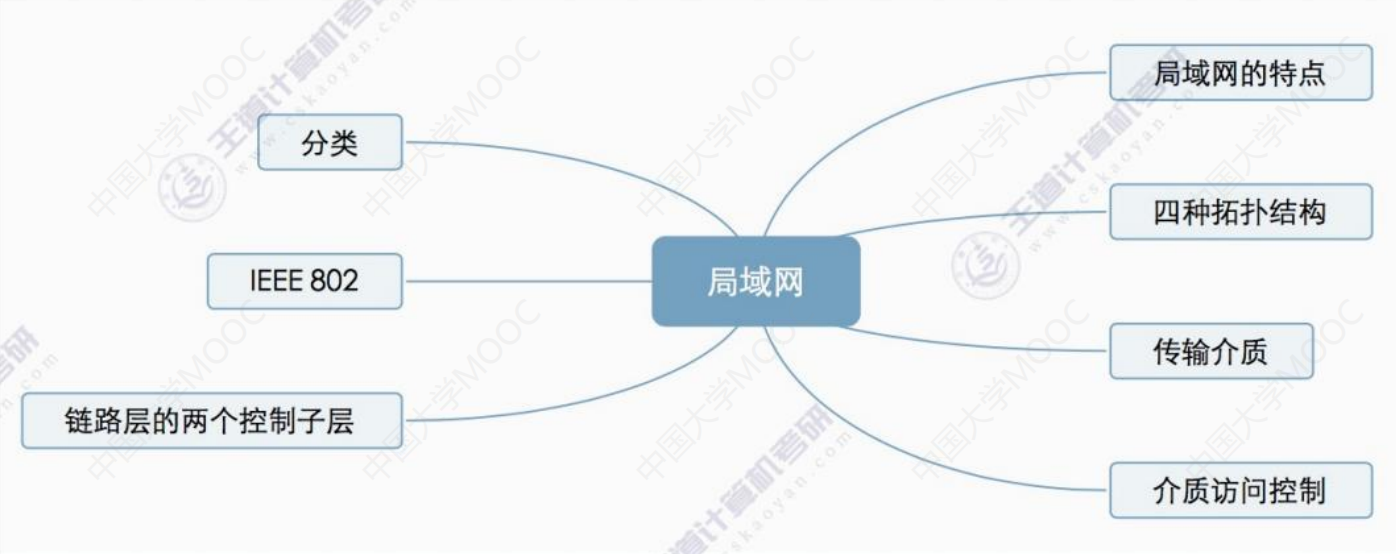 局域网的特点
分类
四种拓扑结构
IEEE 802
局域网
传输介质
链路层的两个控制子层
介质访问控制
中国大学MOOC
王道计算机考研
www.cskaoyan.com